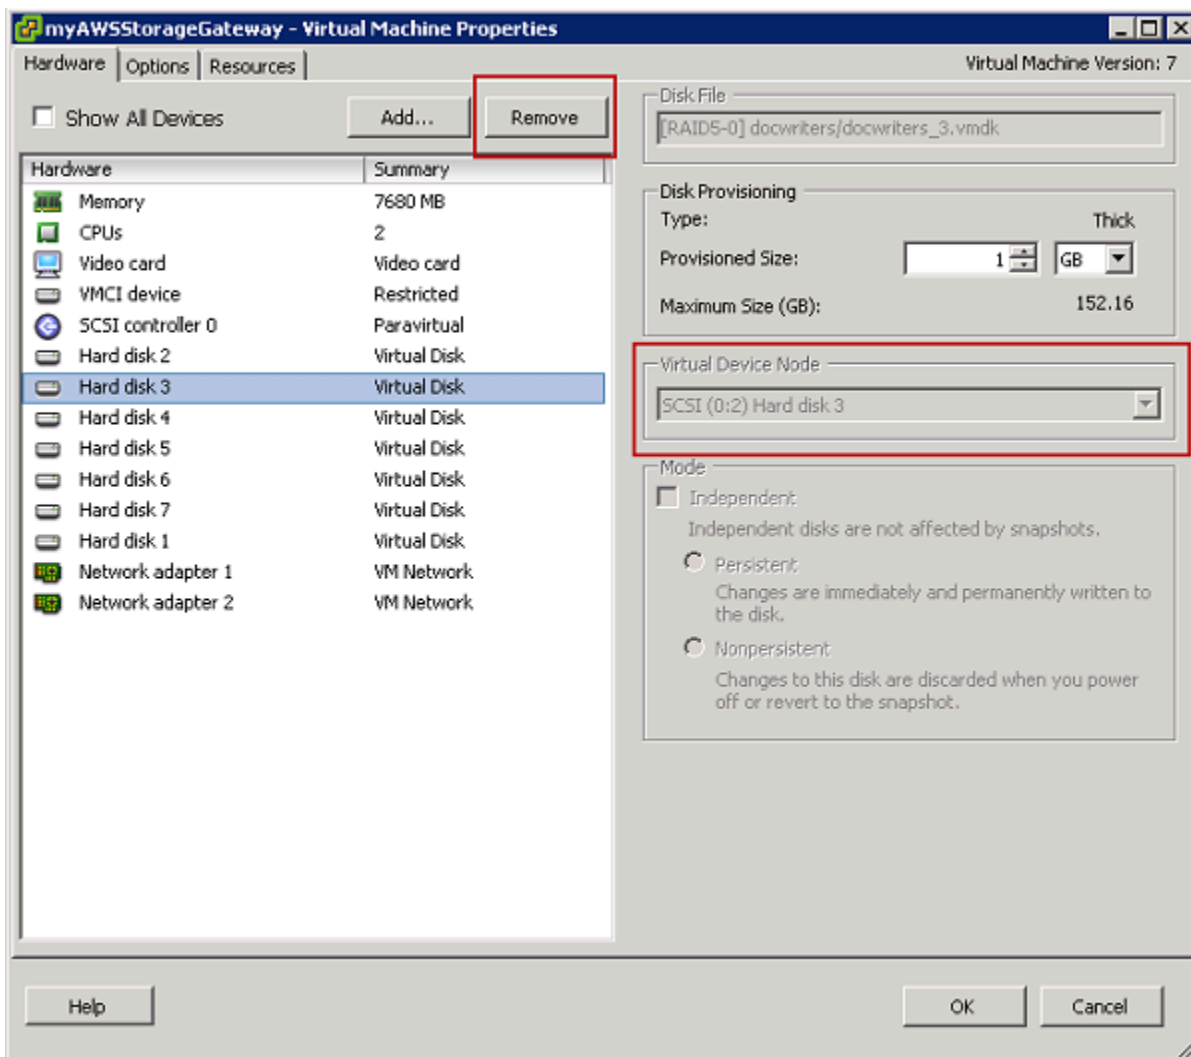 myAWSStorageGateway - Virtual Machine Properties
Hardware Options Resources
Virtual Machine Version: 7
Show All Devices
Add...
Remove
Hardware Summary
Memory 7680 MB
CPUs 2
Video card Video card
VMCI device Restricted
SCSI controller 0 Paravirtual
Hard disk 2 Virtual Disk
Hard disk 3 Virtual Disk
Hard disk 4 Virtual Disk
Hard disk 5 Virtual Disk
Hard disk 6 Virtual Disk
Hard disk 7 Virtual Disk
Hard disk 1 Virtual Disk
Network adapter 1 VM Network
Network adapter 2 VM Network
Disk File
[RAID5-0] docwriters/docwriters_3.vmdk
Disk Provisioning
Type: Thick
Provisioned Size: 1 GB
Maximum Size (GB): 152.16
Virtual Device Node
SCSI (0:2) Hard disk 3
Mode
Independent
Independent disks are not affected by snapshots.
Persistent
Changes are immediately and permanently written to
the disk.
Nonpersistent
Changes to this disk are discarded when you power
off or revert to the snapshot.
Help
OK
Cancel